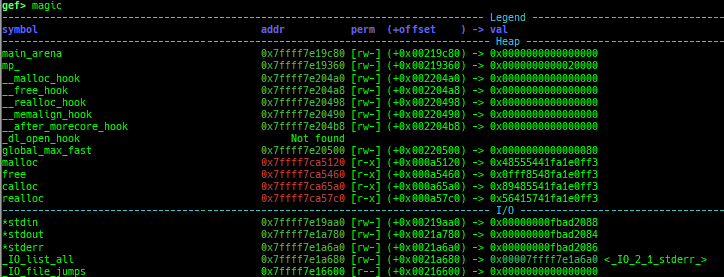 gef> magic
Legend
symbol addr perm (+offset ) -> val
Heap
main_arena 0x7ffff7e19c80 [rw-] (+0x00219c80) -> 0x0000000000000000
mp_ 0x7ffff7e19360 [rw-] (+0x00219360) -> 0x0000000000020000
__malloc_hook 0x7ffff7e204a0 [rw-] (+0x002204a0) -> 0x0000000000000000
__free_hook 0x7ffff7e204a8 [rw-] (+0x002204a8) -> 0x0000000000000000
__realloc_hook 0x7ffff7e20498 [rw-] (+0x00220498) -> 0x0000000000000000
__memalign_hook 0x7ffff7e20490 [rw-] (+0x00220490) -> 0x0000000000000000
__after_morecore_hook 0x7ffff7e204b8 [rw-] (+0x002204b8) -> 0x0000000000000000
_dl_open_hook Not found
global_max_fast 0x7ffff7e20500 [rw-] (+0x00220500) -> 0x0000000000000080
malloc 0x7ffff7ca5120 [r-x] (+0x000a5120) -> 0x48555441fa1e0ff3
free 0x7ffff7ca5460 [r-x] (+0x000a5460) -> 0x0fff8548fa1e0ff3
calloc 0x7ffff7ca65a0 [r-x] (+0x000a65a0) -> 0x89485541fa1e0ff3
realloc 0x7ffff7ca57c0 [r-x] (+0x000a57c0) -> 0x56415741fa1e0ff3
I/O
*stdin 0x7ffff7e19aa0 [rw-] (+0x00219aa0) -> 0x00000000fbad2088
*stdout 0x7ffff7e1a780 [rw-] (+0x0021a780) -> 0x00000000fbad2084
*stderr 0x7ffff7e1a6a0 [rw-] (+0x0021a6a0) -> 0x00000000fbad2086
_IO_list_all 0x7ffff7e1a680 [rw-] (+0x0021a680) -> 0x00007ffff7e1a6a0 <_IO_2_1_stderr_>
_IO_file_jumps 0x7ffff7e16600 [r--] (+0x00216600) -> 0x0000000000000000